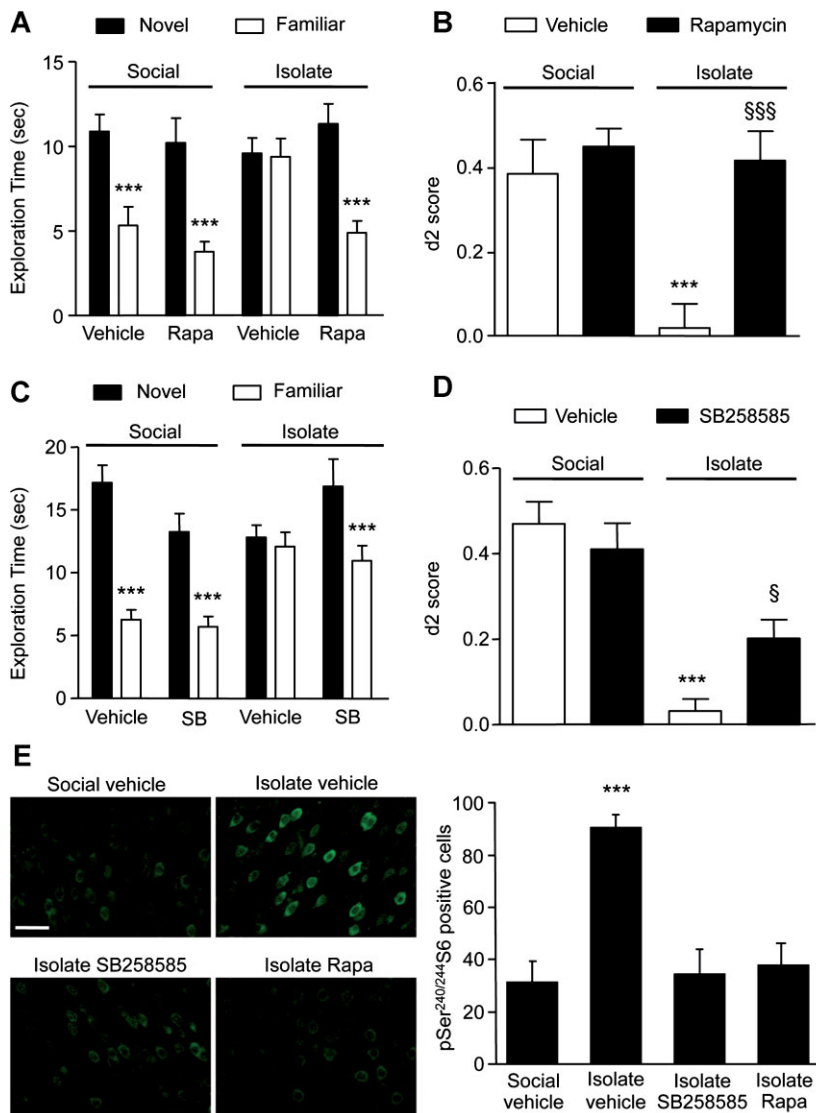 A
Novel Familiar
Social Isolate
Exploration Time (sec)
15
10
5
0
*** *** ***
Vehicle Rapa Vehicle Rapa
B
Vehicle Rapamycin
Social Isolate
d2 score
0.6
0.4
0.2
0.0
***
§§§
C
Novel Familiar
Social Isolate
Exploration Time (sec)
20
15
10
5
0
*** *** ***
Vehicle SB Vehicle SB
D
Vehicle SB258585
Social Isolate
d2 score
0.6
0.4
0.2
0.0
***
§
E
Social vehicle Isolate vehicle
Isolate SB258585 Isolate Rapa
pSer240/244S6 positive cells
100
80
60
40
20
0
***
Social vehicle
Isolate vehicle
Isolate SB258585
Isolate Rapa